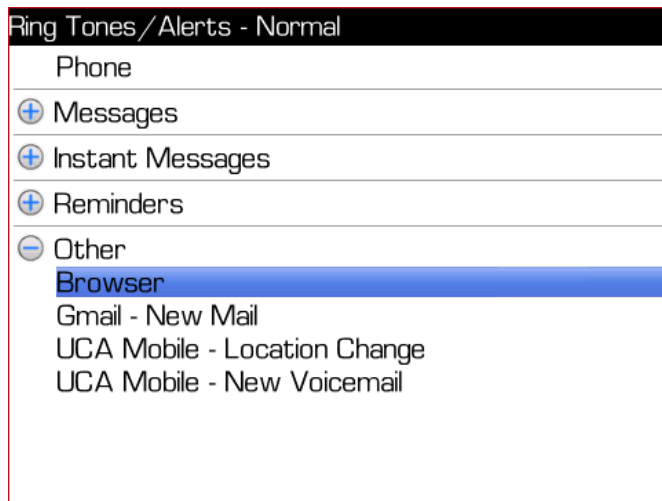 Ring Tones/Alerts - Normal
Phone
Messages
Instant Messages
Reminders
Other
Browser
Gmail - New Mail
UCA Mobile - Location Change
UCA Mobile - New Voicemail